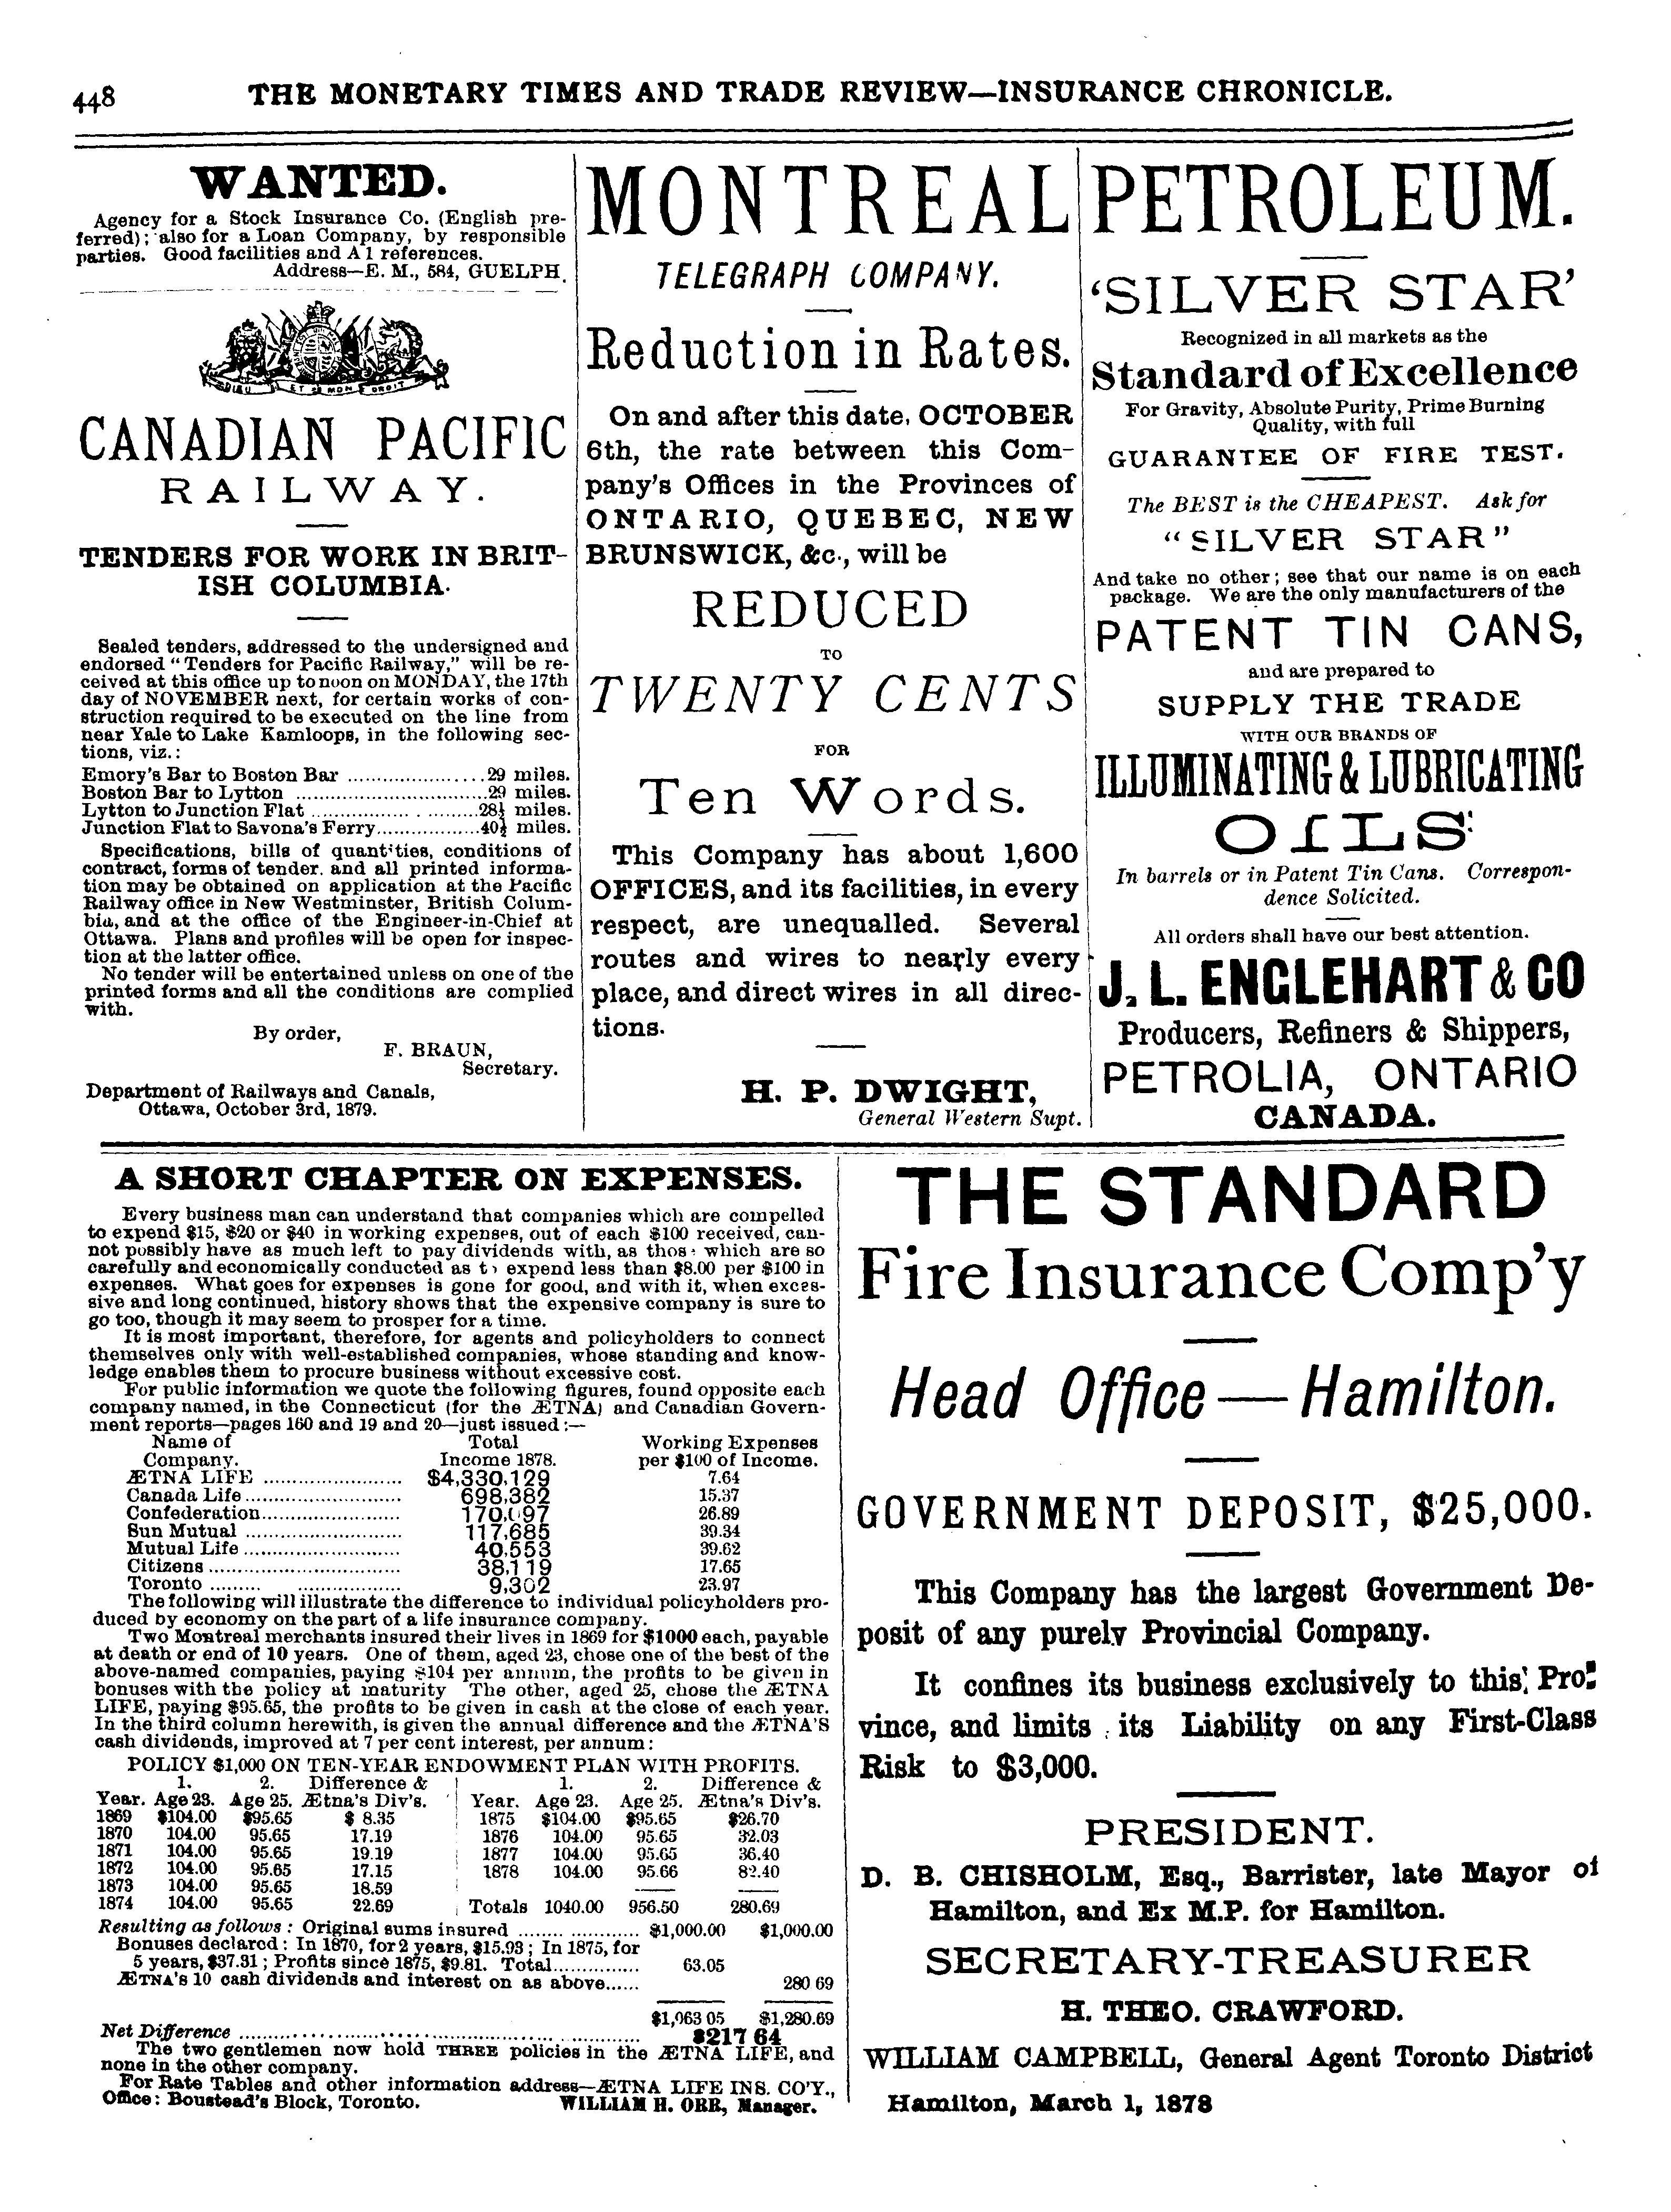 448
THE MONETARY TIMES AND TRADE REVIEW—INSURANCE CHRONICLE.
WANTED.
Agency for a Stock Insurance Co. (English pre-
ferred); also for a Loan Company, by responsible
parties. Good facilities and A 1 references.
Address—E. M., 584, GUELPH.
DIEU ET MON DROIT
CANADIAN PACIFIC
RAILWAY.
TENDERS FOR WORK IN BRIT-
ISH COLUMBIA.
Sealed tenders, addressed to the undersigned and
endorsed "Tenders for Pacific Railway," will be re-
ceived at this office up to noon on MONDAY, the 17th
day of NOVEMBER next, for certain works of con-
struction required to be executed on the line from
near Yale to Lake Kamloops, in the following sec-
tions, viz.:
Emory's Bar to Boston Bar ........................29 miles.
Boston Bar to Lytton ................................29 miles.
Lytton to Junction Flat ..............................28½ miles.
Junction Flat to Savona's Ferry..................40½ miles.
Specifications, bills of quantities, conditions of
contract, forms of tender. and all printed informa-
tion may be obtained on application at the Pacific
Railway office in New Westminster, British Colum-
bia, and at the office of the Engineer-in-Chief at
Ottawa. Plans and profiles will be open for inspec-
tion at the latter office.
No tender will be entertained unless on one of the
printed forms and all the conditions are complied
with.
By order,
F. BRAUN,
Secretary.
Department of Railways and Canals,
Ottawa, October 3rd, 1879.
MONTREAL
TELEGRAPH COMPANY.
Reduction in Rates.
On and after this date, OCTOBER
6th, the rate between this Com-
pany's Offices in the Provinces of
ONTARIO, QUEBEC, NEW
BRUNSWICK, &c., will be
REDUCED
TO
TWENTY CENTS
FOR
Ten Words.
This Company has about 1,600
OFFICES, and its facilities, in every
respect, are unequalled. Several
routes and wires to nearly every
place, and direct wires in all direc-
tions.
H. P. DWIGHT,
General Western Supt.
PETROLEUM.
'SILVER STAR'
Recognized in all markets as the
Standard of Excellence
For Gravity, Absolute Purity, Prime Burning
Quality, with full
GUARANTEE OF FIRE TEST.
The BEST is the CHEAPEST. Ask for
"SILVER STAR"
And take no other; see that our name is on each
package. We are the only manufacturers of the
PATENT TIN CANS,
and are prepared to
SUPPLY THE TRADE
WITH OUR BRANDS OF
ILLUMINATING & LUBRICATING
OILS:
In barrels or in Patent Tin Cans. Correspon-
dence Solicited.
All orders shall have our best attention.
J. L. ENGLEHART & CO
Producers, Refiners & Shippers,
PETROLIA, ONTARIO
CANADA.
A SHORT CHAPTER ON EXPENSES.
Every business man can understand that companies which are compelled
to expend $15, $20 or $40 in working expenses, out of each $100 received, can-
not possibly have as much left to pay dividends with, as those which are so
carefully and economically conducted as to expend less than $8.00 per $100 in
expenses. What goes for expenses is gone for good, and with it, when exces-
sive and long continued, history shows that the expensive company is sure to
go too, though it may seem to prosper for a time.
It is most important, therefore, for agents and policyholders to connect
themselves only with well-established companies, whose standing and know-
ledge enables them to procure business without excessive cost.
For public information we quote the following figures, found opposite each
company named, in the Connecticut (for the ÆTNA) and Canadian Govern-
ment reports—pages 160 and 19 and 20—just issued:—
Name of Total Working Expenses
Company. Income 1878. per $100 of Income.
ÆTNA LIFE ........................ $4,330,129 7.64
Canada Life........................... 698,382 15.37
Confederation........................ 170,097 26.89
Sun Mutual ........................... 117,685 39.34
Mutual Life ........................... 40,553 39.62
Citizens ................................. 38,119 17.65
Toronto ......... .................. 9,302 23.97
The following will illustrate the difference to individual policyholders pro-
duced by economy on the part of a life insurance company.
Two Montreal merchants insured their lives in 1869 for $1000 each, payable
at death or end of 10 years. One of them, aged 23, chose one of the best of the
above-named companies, paying $104 per annum, the profits to be given in
bonuses with the policy at maturity The other, aged 25, chose the ÆTNA
LIFE, paying $95.65, the profits to be given in cash at the close of each year.
In the third column herewith, is given the annual difference and the ÆTNA'S
cash dividends, improved at 7 per cent interest, per annum:
POLICY $1,000 ON TEN-YEAR ENDOWMENT PLAN WITH PROFITS.
1. 2. Difference & 1. 2. Difference &
Year. Age 23. Age 25. Ætna's Div's. Year. Age 23. Age 25. Ætna's Div's.
1869 $104.00 $95.65 $ 8.35 1875 $104.00 $95.65 $26.70
1870 104.00 95.65 17.19 1876 104.00 95.65 32.03
1871 104.00 95.65 19.19 1877 104.00 95.65 36.40
1872 104.00 95.65 17.15 1878 104.00 95.66 82.40
1873 104.00 95.65 18.59
1874 104.00 95.65 22.69 Totals 1040.00 956.50 280.69
Resulting as follows: Original sums insured ........ ............ $1,000.00 $1,000.00
Bonuses declared: In 1870, for 2 years, $15.93; In 1875, for
5 years, $37.31; Profits since 1875, $9.81. Total............... 63.05
ÆTNA'S 10 cash dividends and interest on as above...... 280 69
$1,063 05 $1,280.69
Net Difference ................................................ $217 64
The two gentlemen now hold THREE policies in the ÆTNA LIFE, and
none in the other company.
For Rate Tables and other information address—ÆTNA LIFE INS. CO'Y.,
Office: Boustead's Block, Toronto. WILLIAM H. ORR, Manager.
THE STANDARD
Fire Insurance Comp'y
Head Office—Hamilton.
GOVERNMENT DEPOSIT, $25,000.
This Company has the largest Government De-
posit of any purely Provincial Company.
It confines its business exclusively to this Pro-
vince, and limits its Liability on any First-Class
Risk to $3,000.
PRESIDENT.
D. B. CHISHOLM, Esq., Barrister, late Mayor of
Hamilton, and Ex M.P. for Hamilton.
SECRETARY-TREASURER
H. THEO. CRAWFORD.
WILLIAM CAMPBELL, General Agent Toronto District
Hamilton, March 1, 1878